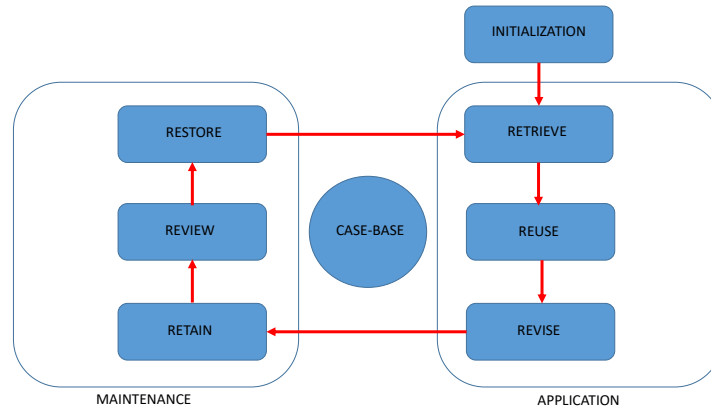 INITIALIZATION
RESTORE
RETRIEVE
REVIEW
CASE-BASE
REUSE
RETAIN
REVISE
MAINTENANCE
APPLICATION